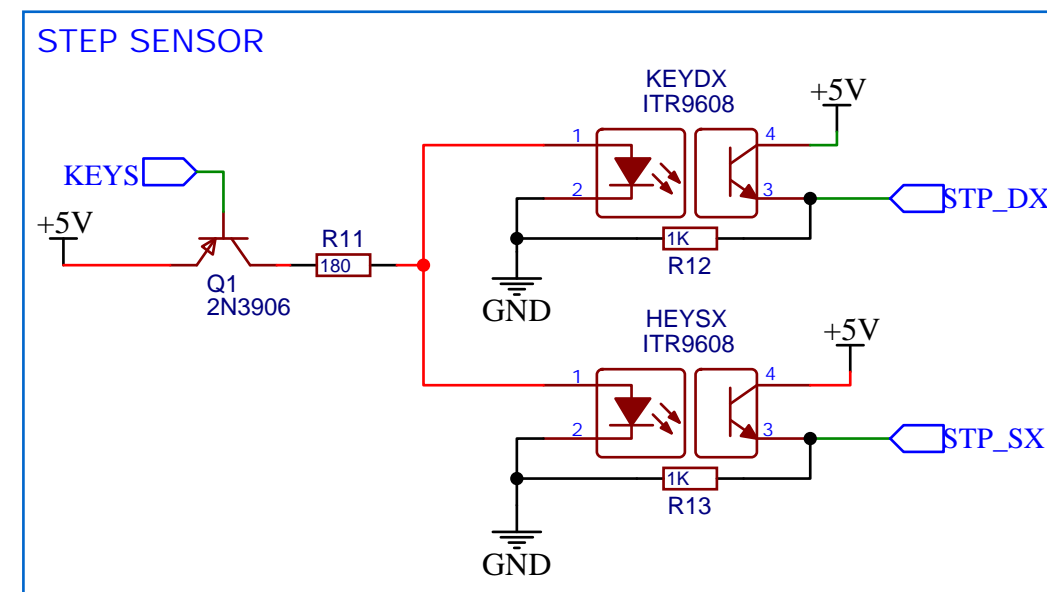 STEP SENSOR
KEYS
+5V
Q1
2N3906
R11
180
KEYDX
ITR9608
1
2
4
3
+5V
STP_DX
1K
R12
GND
HEYSX
ITR9608
1
2
4
3
+5V
STP_SX
1K
R13
GND